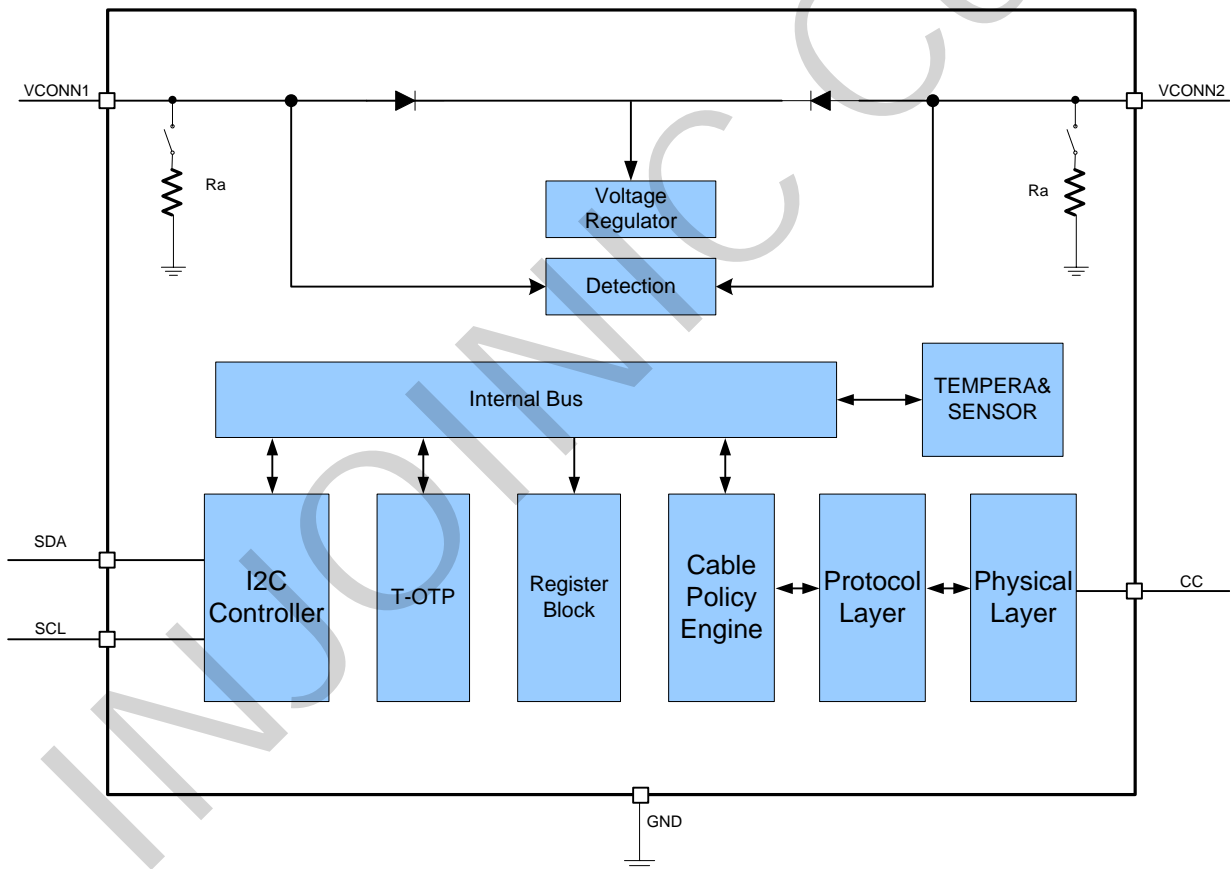 VCONN1
VCONN2
Ra
Ra
Voltage
Regulator
Detection
Internal Bus
TEMPERA&
SENSOR
SDA
SCL
I2C
Controller
T-OTP
Register
Block
Cable
Policy
Engine
Protocol
Layer
Physical
Layer
CC
GND
INJOINIC